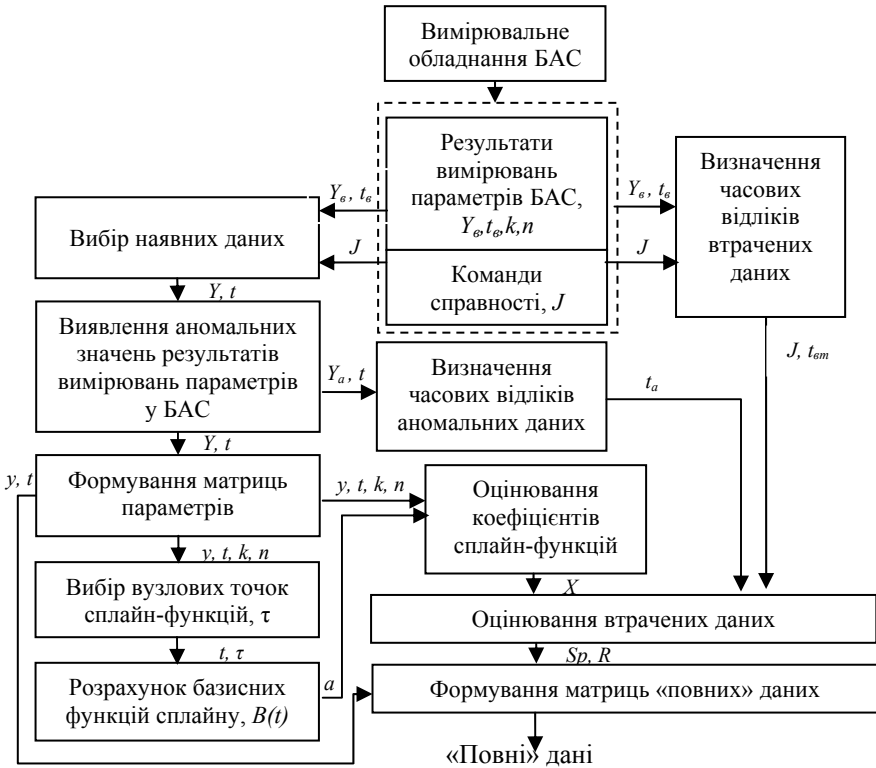 Вимірювальне
обладнання БАС
Результати
вимірювань
параметрів БАС,
Yв,tв,k,n
Команди
справності, J
Yв, tв
J
Yв, tв
J
Визначення
часових
відліків
втрачених
даних
J, tвт
Вибір наявних даних
Y, t
Виявлення аномальних
значень результатів
вимірювань параметрів
у БАС
Yа, t
Визначення
часових відліків
аномальних даних
tа
Y, t
y, t
Формування матриць
параметрів
y, t, k, n
Оцінювання
коефіцієнтів
сплайн-функцій
y, t, k, n
X
Вибір вузлових точок
сплайн-функцій, τ
Оцінювання втрачених даних
t, τ
Sp, R
Розрахунок базисних
функцій сплайну, B(t)
a
Формування матриць «повних» даних
«Повні» дані